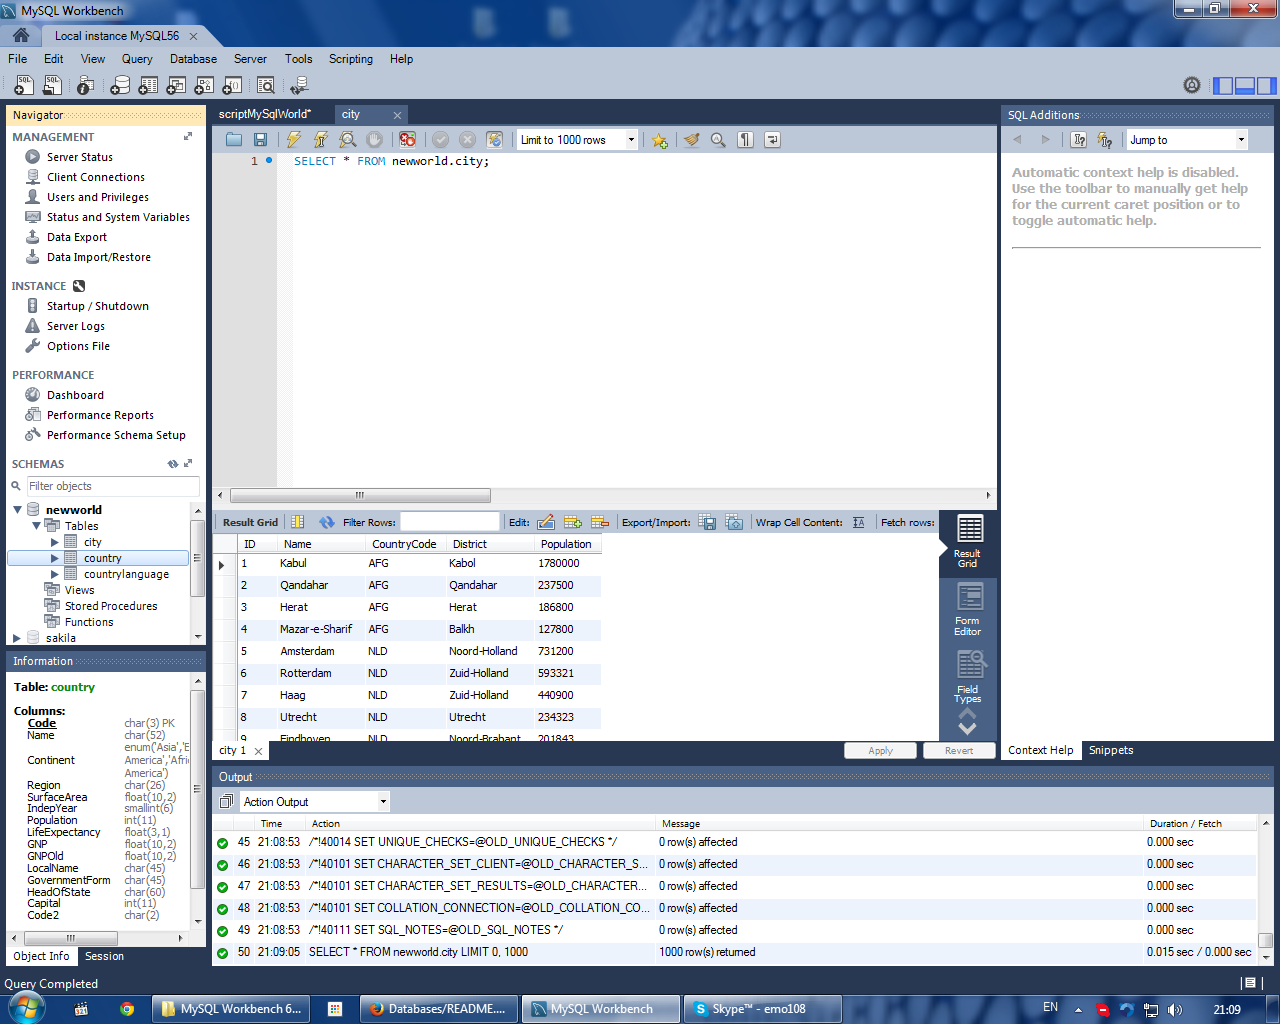 MySQL Workbench
Local instance MySQL56
File Edit View Query Database Server Tools Scripting Help
Navigator
MANAGEMENT
Server Status
Client Connections
Users and Privileges
Status and System Variables
Data Export
Data Import/Restore
INSTANCE
Startup / Shutdown
Server Logs
Options File
PERFORMANCE
Dashboard
Performance Reports
Performance Schema Setup
SCHEMAS
Filter objects
newworld
Tables
city
country
countrylanguage
Views
Stored Procedures
Functions
sakila
Information
Table: country
Columns:
Code char(3) PK
Name char(52)
enum('Asia','E
Continent America','Afri
America')
Region char(26)
SurfaceArea float(10,2)
IndepYear smallint(6)
Population int(11)
LifeExpectancy float(3,1)
GNP float(10,2)
GNPOld float(10,2)
LocalName char(45)
GovernmentForm char(45)
HeadOfState char(60)
Capital int(11)
Code2 char(2)
Object Info Session
scriptMySqlWorld* city
Limit to 1000 rows
1 SELECT * FROM newworld.city;
Result Grid Filter Rows: Edit: Export/Import: Wrap Cell Content: Fetch rows:
ID Name CountryCode District Population
1 Kabul AFG Kabol 1780000
2 Qandahar AFG Qandahar 237500
3 Herat AFG Herat 186800
4 Mazar-e-Sharif AFG Balkh 127800
5 Amsterdam NLD Noord-Holland 731200
6 Rotterdam NLD Zuid-Holland 593321
7 Haag NLD Zuid-Holland 440900
8 Utrecht NLD Utrecht 234323
9 Eindhoven NLD Noord-Brabant 201843
Result
Grid
Form
Editor
Field
Types
city 1 Apply Revert
SQL Additions
Jump to
Automatic context help is disabled.
Use the toolbar to manually get help
for the current caret position or to
toggle automatic help.
Context Help Snippets
Output
Action Output
Time Action Message Duration / Fetch
45 21:08:53 /*!40014 SET UNIQUE_CHECKS=@OLD_UNIQUE_CHECKS */ 0 row(s) affected 0.000 sec
46 21:08:53 /*!40101 SET CHARACTER_SET_CLIENT=@OLD_CHARACTER_S... 0 row(s) affected 0.000 sec
47 21:08:53 /*!40101 SET CHARACTER_SET_RESULTS=@OLD_CHARACTER... 0 row(s) affected 0.000 sec
48 21:08:53 /*!40101 SET COLLATION_CONNECTION=@OLD_COLLATION_CO... 0 row(s) affected 0.000 sec
49 21:08:53 /*!40111 SET SQL_NOTES=@OLD_SQL_NOTES */ 0 row(s) affected 0.000 sec
50 21:09:05 SELECT * FROM newworld.city LIMIT 0, 1000 1000 row(s) returned 0.015 sec / 0.000 sec
Query Completed
MySQL Workbench 6... Databases/README.... MySQL Workbench Skype™ - emo108 EN 21:09